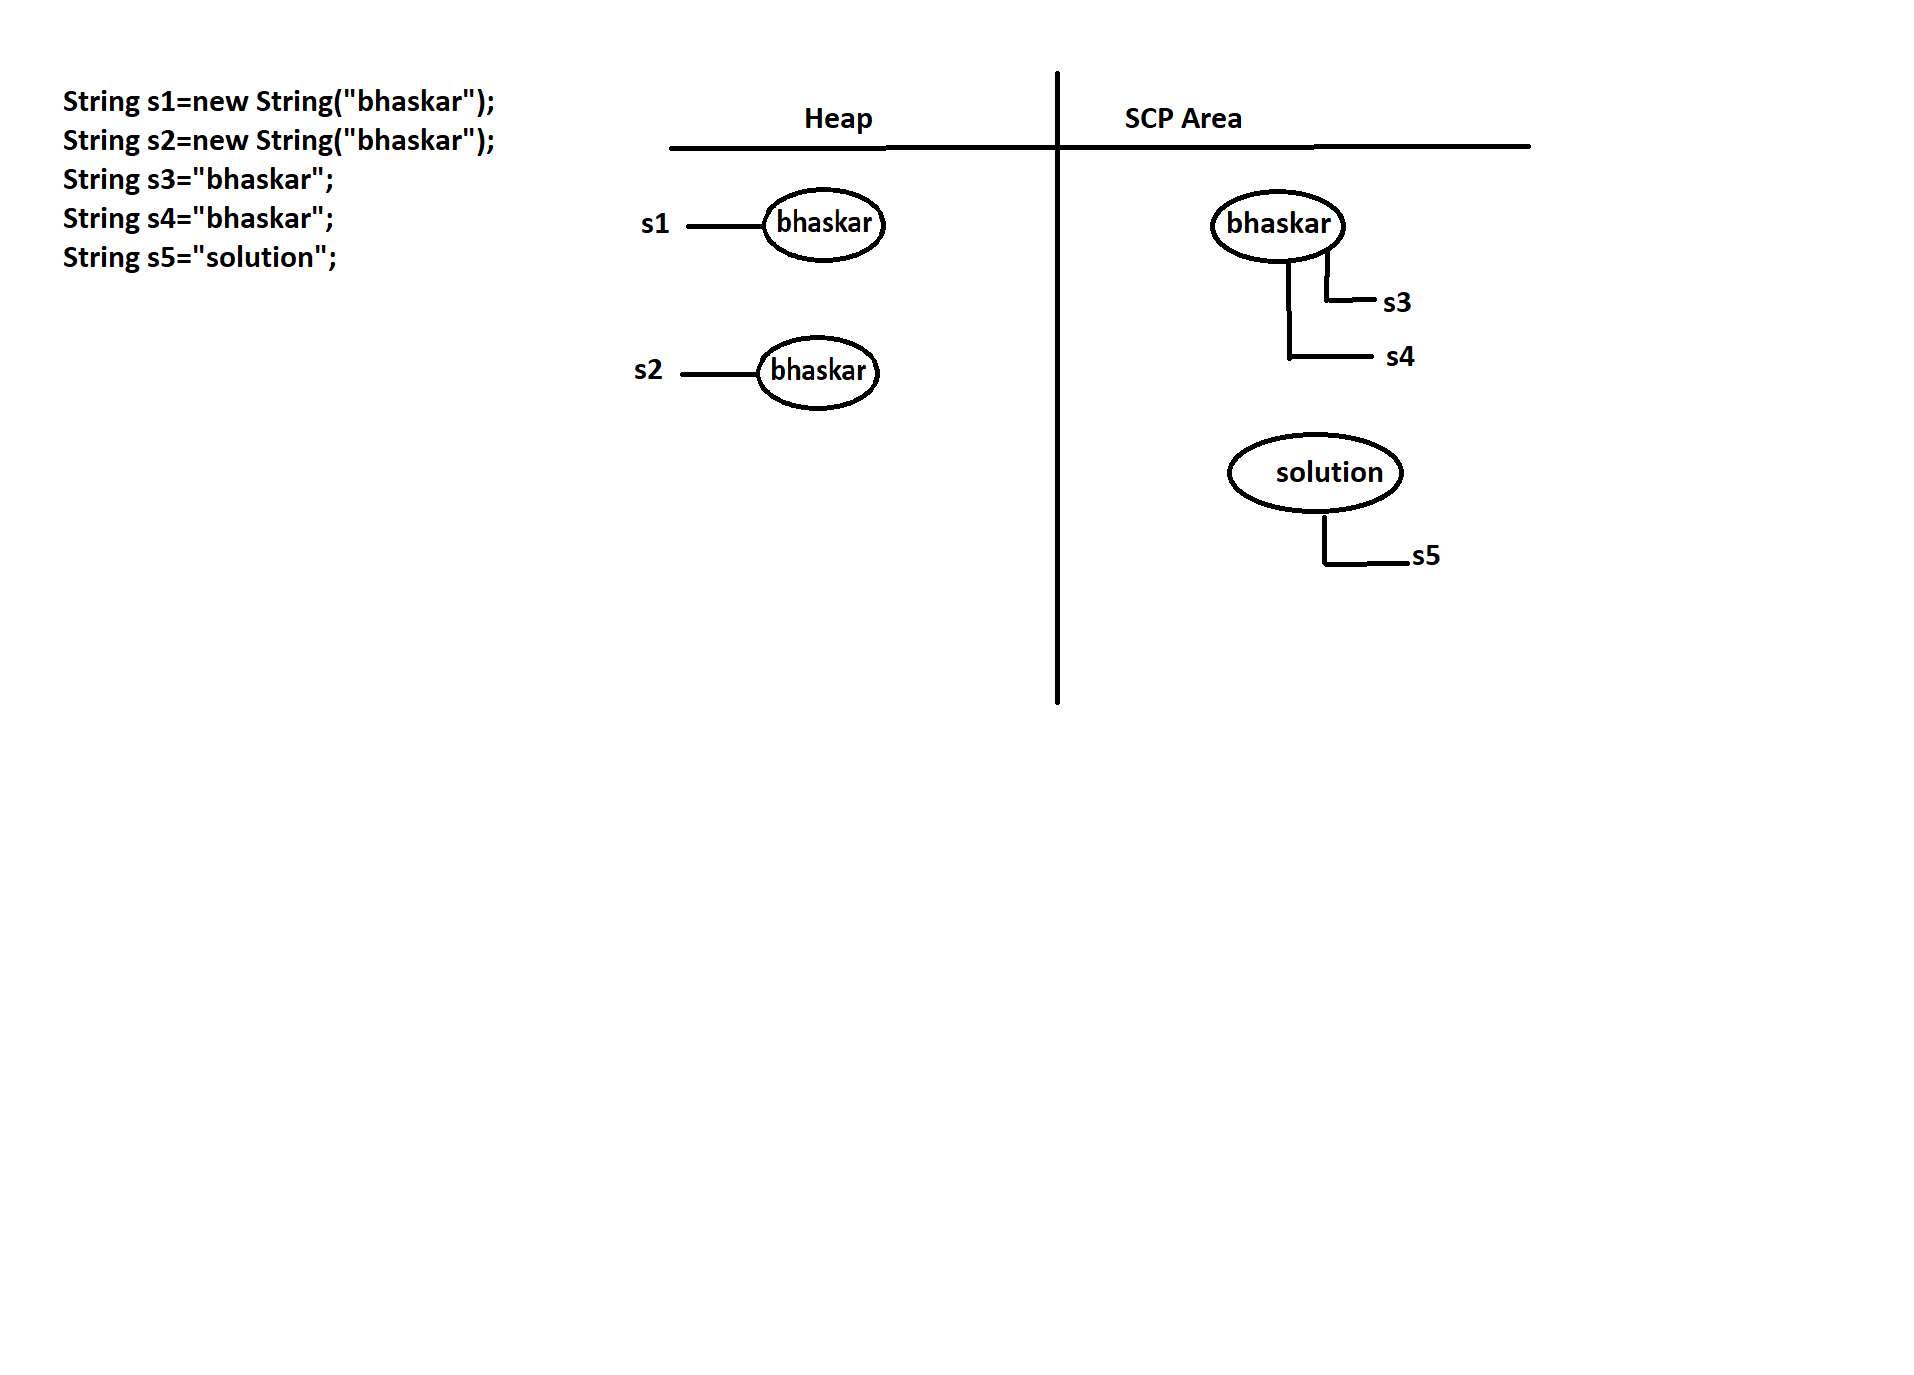 String s1=new String("bhaskar");
String s2=new String("bhaskar");
String s3="bhaskar";
String s4="bhaskar";
String s5="solution";
Heap
SCP Area
s1
bhaskar
bhaskar
s3
s4
s2
bhaskar
solution
s5